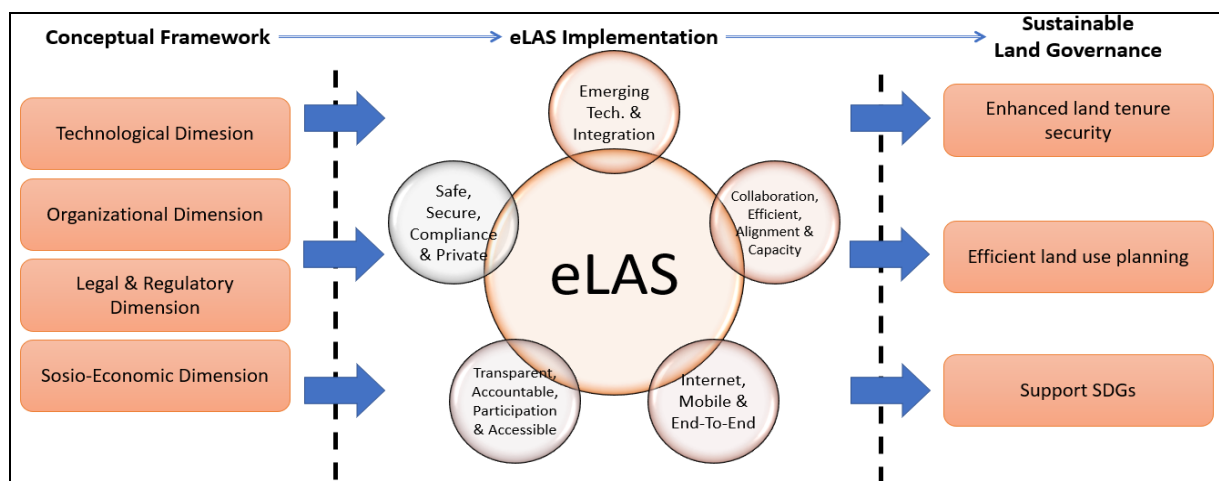 Conceptual Framework
eLAS Implementation
Sustainable
Land Governance
Technological Dimesion
Organizational Dimension
Legal & Regulatory
Dimension
Sosio-Economic Dimension
Emerging
Tech. &
Integration
Safe,
Secure,
Compliance
& Private
Collaboration,
Efficient,
Alignment &
Capacity
eLAS
Transparent,
Accountable,
Participation
& Accessible
Internet,
Mobile &
End-To-End
Enhanced land tenure
security
Efficient land use planning
Support SDGs